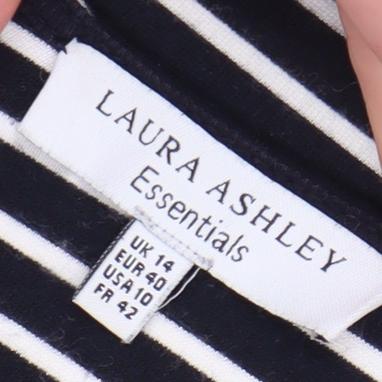 LAURA ASHLEY
Essentials
UK 14
EUR 40
USA 10
FR 42